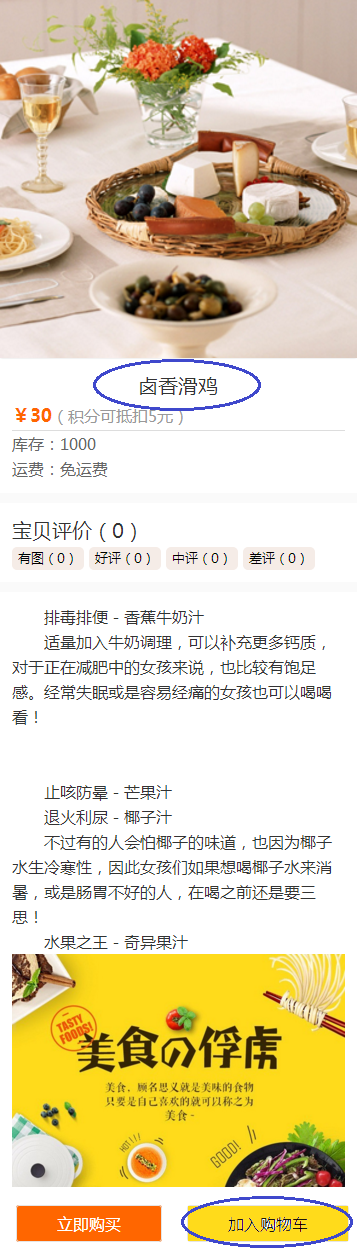 卤香滑鸡
￥30（积分可抵扣5元）
库存：1000
运费：免运费
宝贝评价（0）
有图（0） 好评（0） 中评（0） 差评（0）
排毒排便 - 香蕉牛奶汁
适量加入牛奶调理，可以补充更多钙质，
对于正在减肥中的女孩来说，也比较有饱足
感。经常失眠或是容易经痛的女孩也可以喝喝
看！
止咳防晕 - 芒果汁
退火利尿 - 椰子汁
不过有的人会怕椰子的味道，也因为椰子
水生冷寒性，因此女孩们如果想喝椰子水来消
暑，或是肠胃不好的人，在喝之前还是要三
思！
水果之王 - 奇异果汁
TASTY
FOODS!
美食の俘虏
美食，顾名思义就是美味的食物
只要是自己喜欢的就可以称之为
美食~
HOT!!!
GOOD!
立即购买 加入购物车